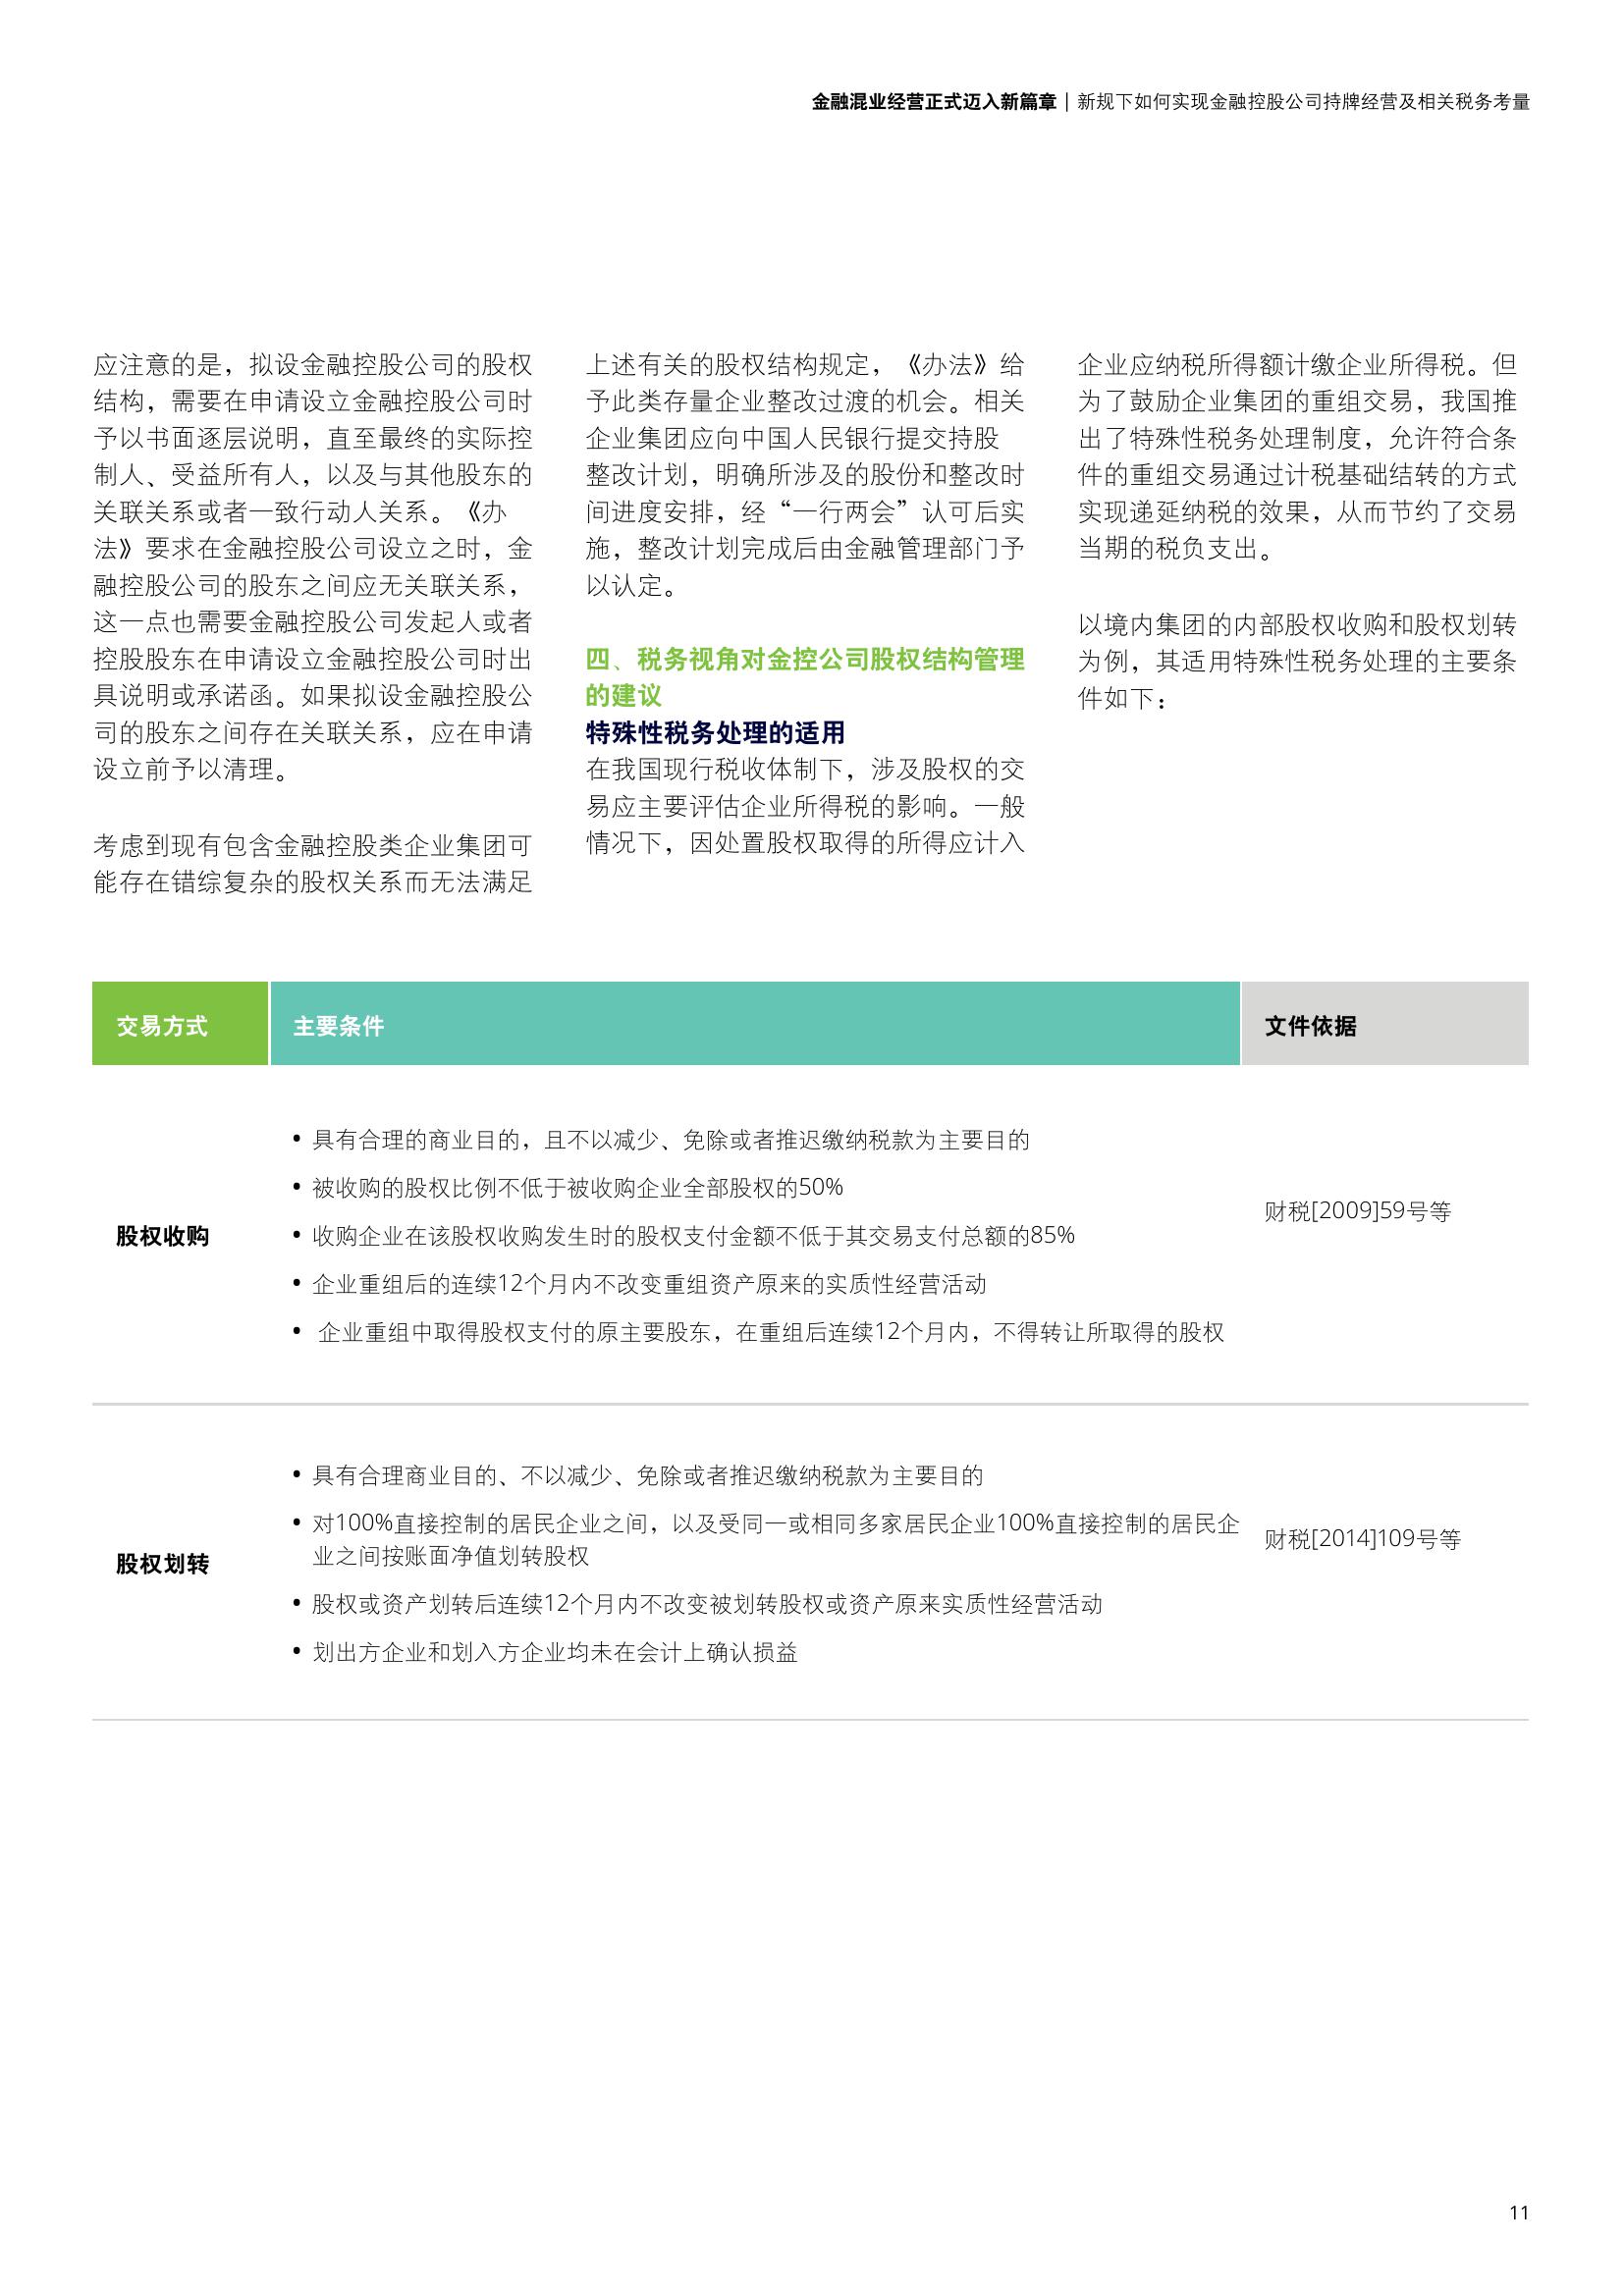 金融混业经营正式迈入新篇章 | 新规下如何实现金融控股公司持牌经营及相关税务考量
应注意的是，拟设金融控股公司的股权
结构，需要在申请设立金融控股公司时
予以书面逐层说明，直至最终的实际控
制人、受益所有人，以及与其他股东的
关联关系或者一致行动人关系。《办
法》要求在金融控股公司设立之时，金
融控股公司的股东之间应无关联关系，
这一点也需要金融控股公司发起人或者
控股股东在申请设立金融控股公司时出
具说明或承诺函。如果拟设金融控股公
司的股东之间存在关联关系，应在申请
设立前予以清理。
考虑到现有包含金融控股类企业集团可
能存在错综复杂的股权关系而无法满足
上述有关的股权结构规定，《办法》给
予此类存量企业整改过渡的机会。相关
企业集团应向中国人民银行提交持股
整改计划，明确所涉及的股份和整改时
间进度安排，经“一行两会”认可后实
施，整改计划完成后由金融管理部门予
以认定。
四、税务视角对金控公司股权结构管理
的建议
特殊性税务处理的适用
在我国现行税收体制下，涉及股权的交
易应主要评估企业所得税的影响。一般
情况下，因处置股权取得的所得应计入
企业应纳税所得额计缴企业所得税。但
为了鼓励企业集团的重组交易，我国推
出了特殊性税务处理制度，允许符合条
件的重组交易通过计税基础结转的方式
实现递延纳税的效果，从而节约了交易
当期的税负支出。
以境内集团的内部股权收购和股权划转
为例，其适用特殊性税务处理的主要条
件如下：
交易方式
主要条件
文件依据
股权收购
• 具有合理的商业目的，且不以减少、免除或者推迟缴纳税款为主要目的
• 被收购的股权比例不低于被收购企业全部股权的50%
• 收购企业在该股权收购发生时的股权支付金额不低于其交易支付总额的85%
• 企业重组后的连续12个月内不改变重组资产原来的实质性经营活动
• 企业重组中取得股权支付的原主要股东，在重组后连续12个月内，不得转让所取得的股权
财税[2009]59号等
股权划转
• 具有合理商业目的、不以减少、免除或者推迟缴纳税款为主要目的
• 对100%直接控制的居民企业之间，以及受同一或相同多家居民企业100%直接控制的居民企
业之间按账面净值划转股权
• 股权或资产划转后连续12个月内不改变被划转股权或资产原来实质性经营活动
• 划出方企业和划入方企业均未在会计上确认损益
财税[2014]109号等
11